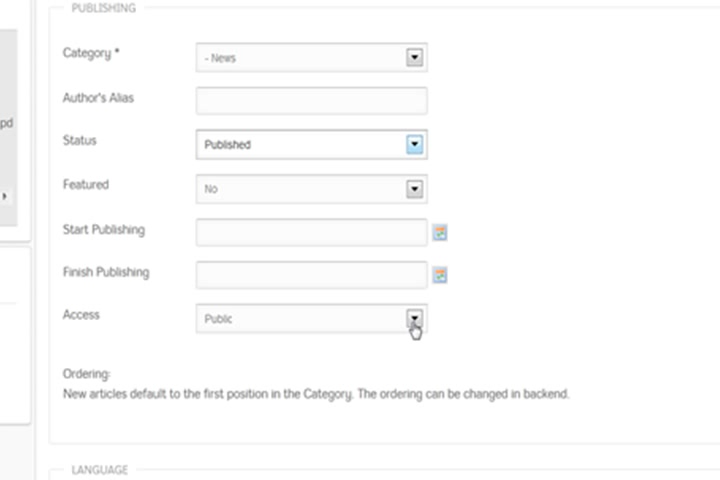 PUBLISHING
Category *
- News
Author's Alias
Status
Published
Featured
No
Start Publishing
Finish Publishing
Access
Public
Ordering:
New articles default to the first position in the Category. The ordering can be changed in backend.
LANGUAGE
pd